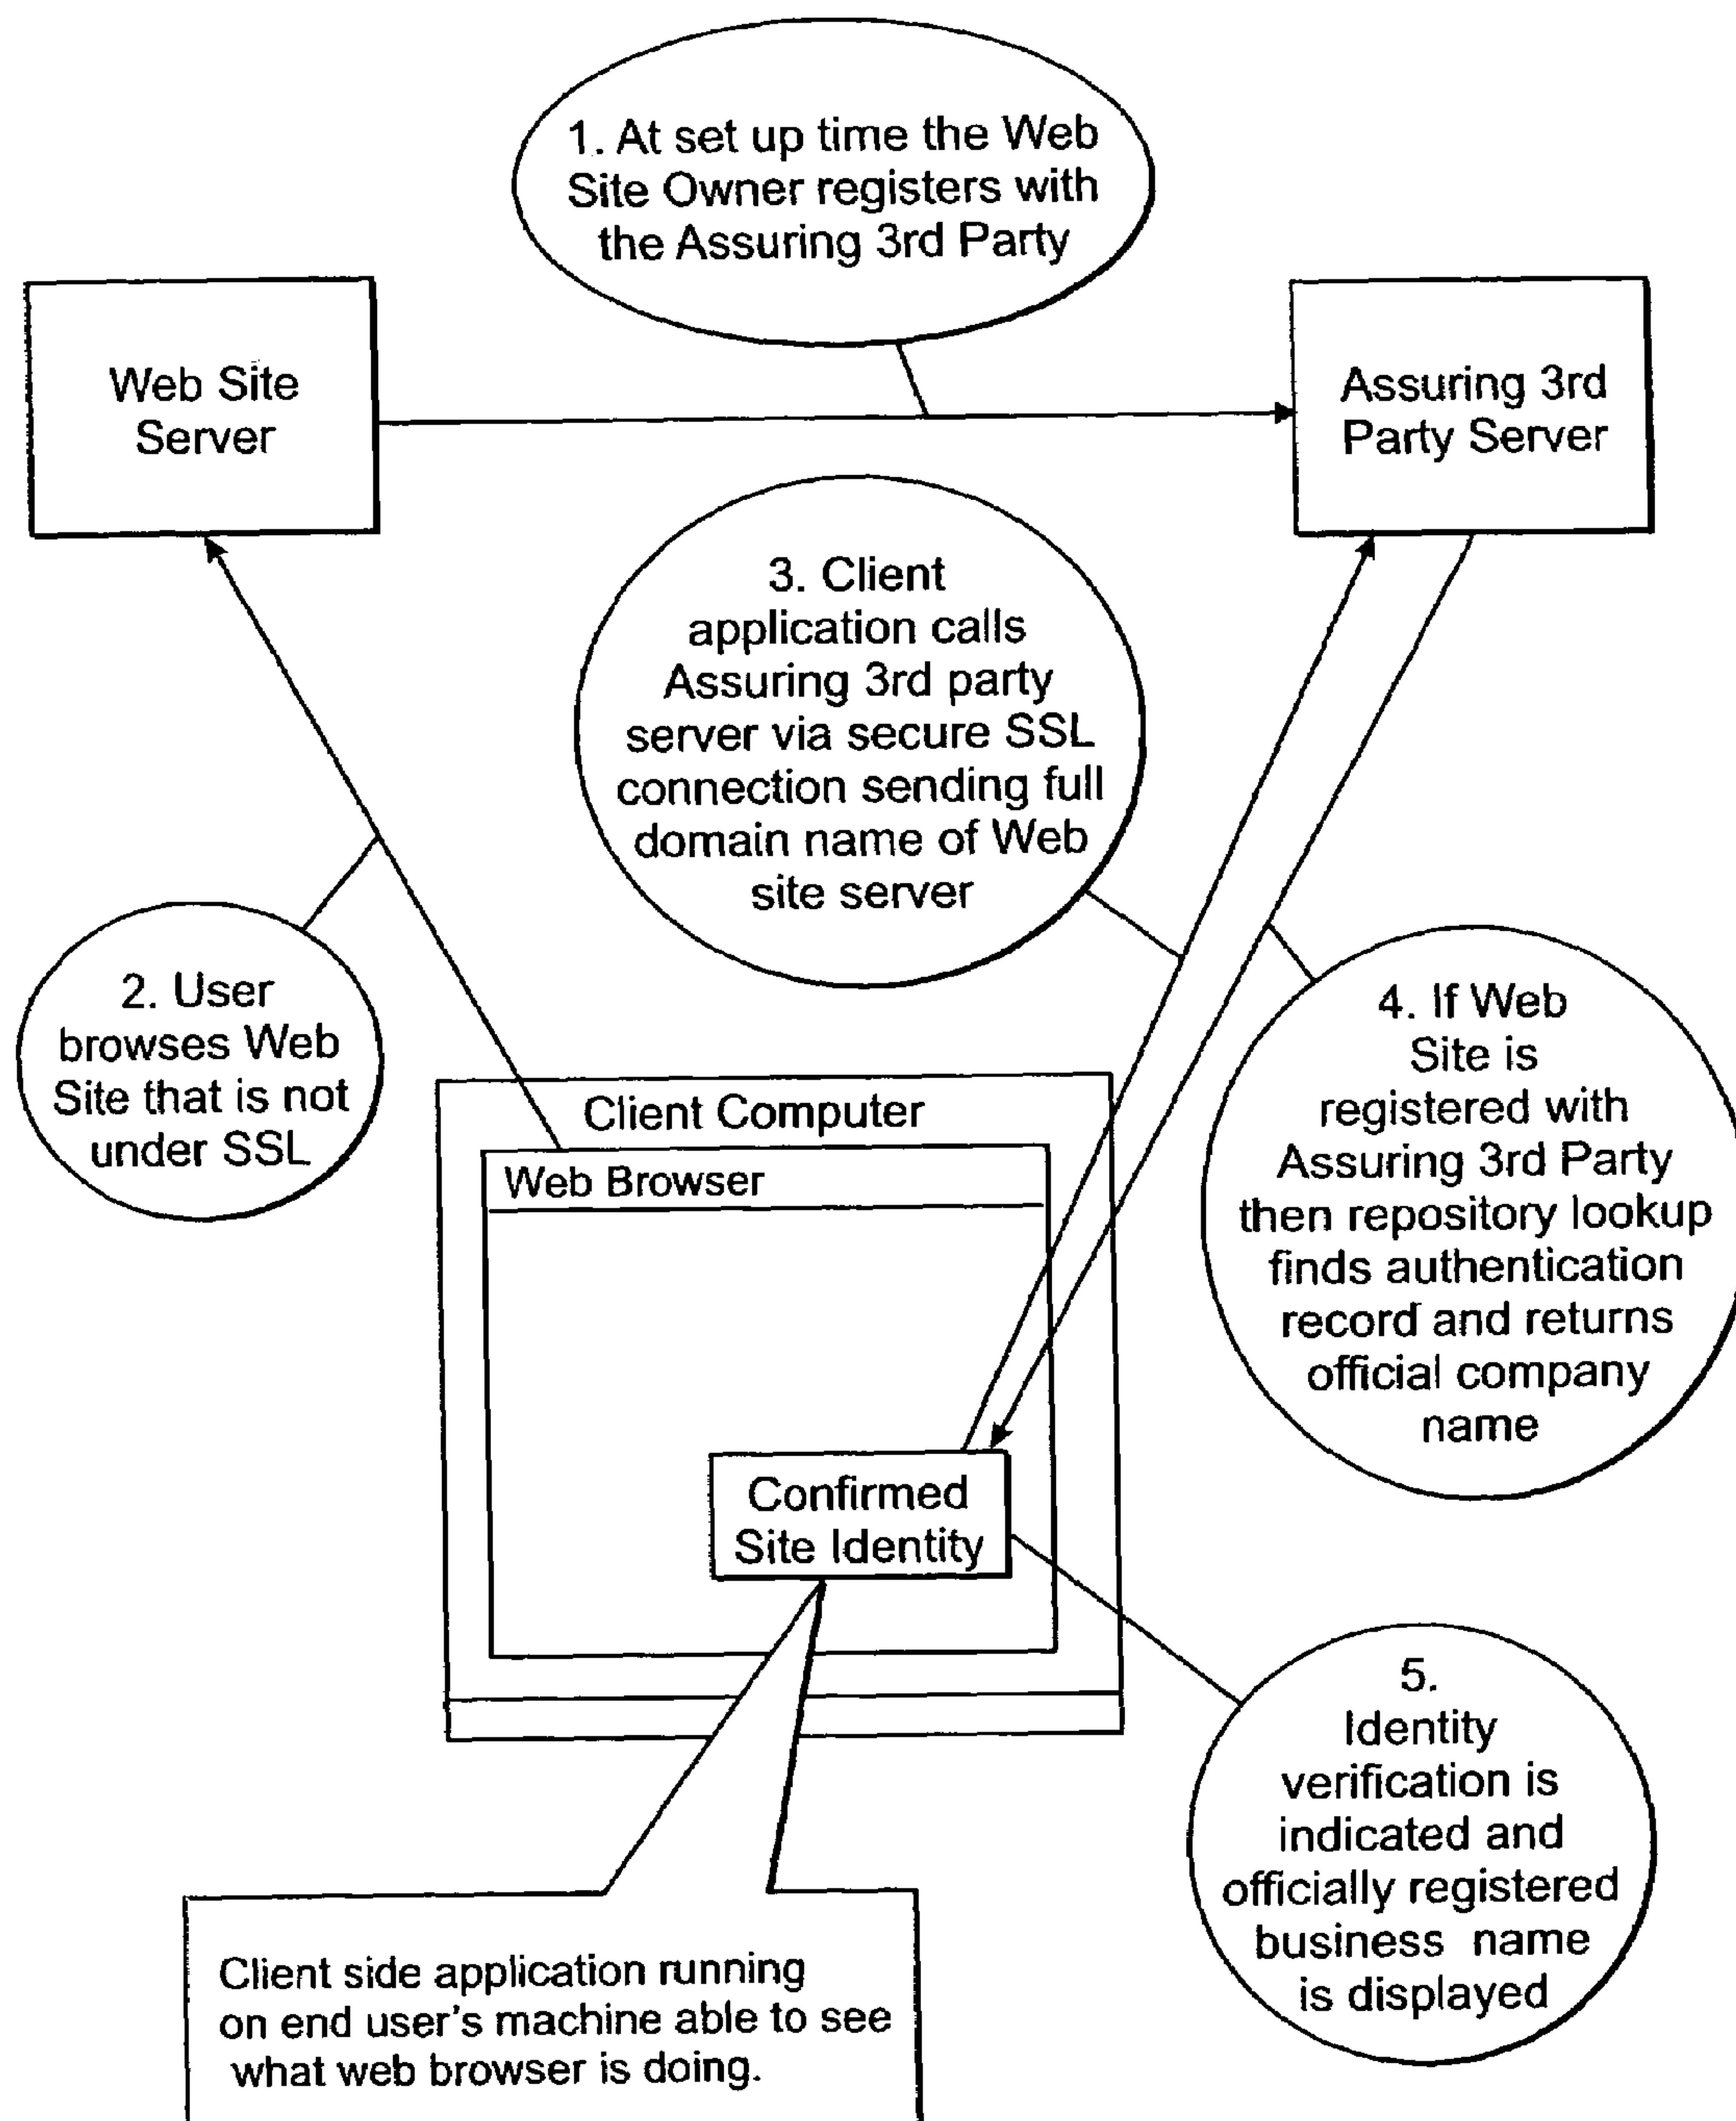 1. At set up time the Web
Site Owner registers with
the Assuring 3rd Party
Web Site
Server
Assuring 3rd
Party Server
3. Client
application calls
Assuring 3rd party
server via secure SSL
connection sending full
domain name of Web
site server
2. User
browses Web
Site that is not
under SSL
4. If Web
Site is
registered with
Assuring 3rd Party
then repository lookup
finds authentication
record and returns
official company
name
Client Computer
Web Browser
Confirmed
Site Identity
5.
Identity
verification is
indicated and
officially registered
business name
is displayed
Client side application running
on end user's machine able to see
what web browser is doing.